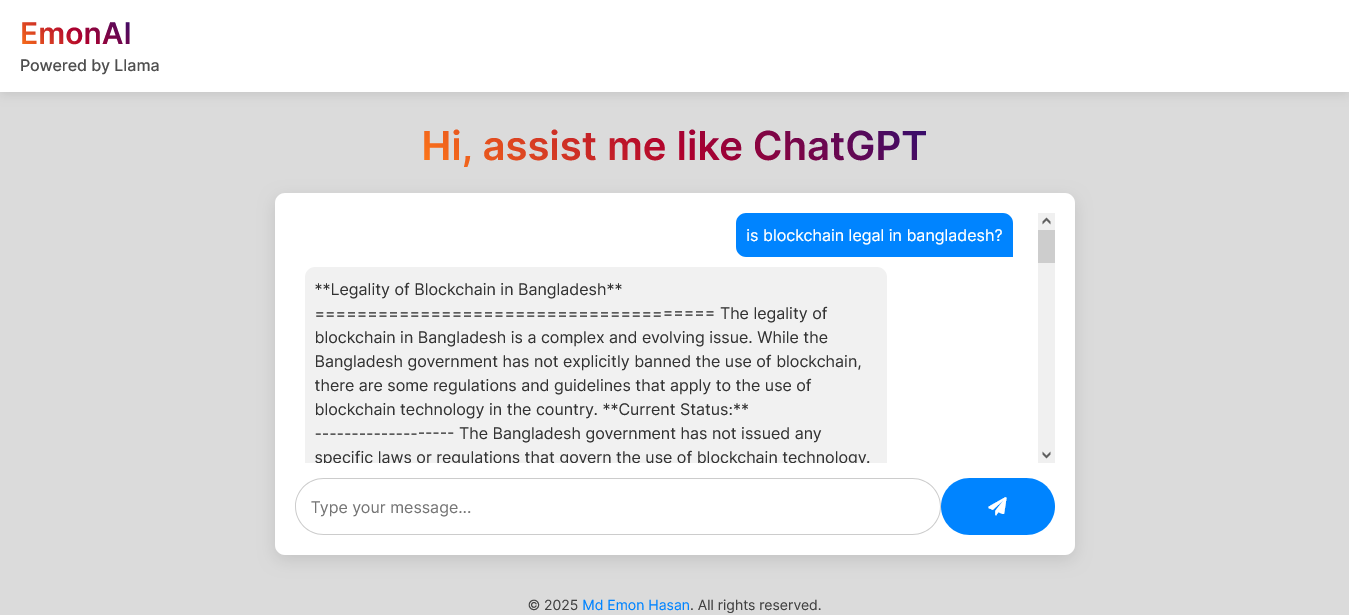 EmonAI
Powered by Llama
Hi, assist me like ChatGPT
is blockchain legal in bangladesh?
**Legality of Blockchain in Bangladesh**
====================================== The legality of
blockchain in Bangladesh is a complex and evolving issue. While the
Bangladesh government has not explicitly banned the use of blockchain,
there are some regulations and guidelines that apply to the use of
blockchain technology in the country. **Current Status:**
------------------- The Bangladesh government has not issued any
specific laws or regulations that govern the use of blockchain technology.
Type your message...
© 2025 Md Emon Hasan. All rights reserved.